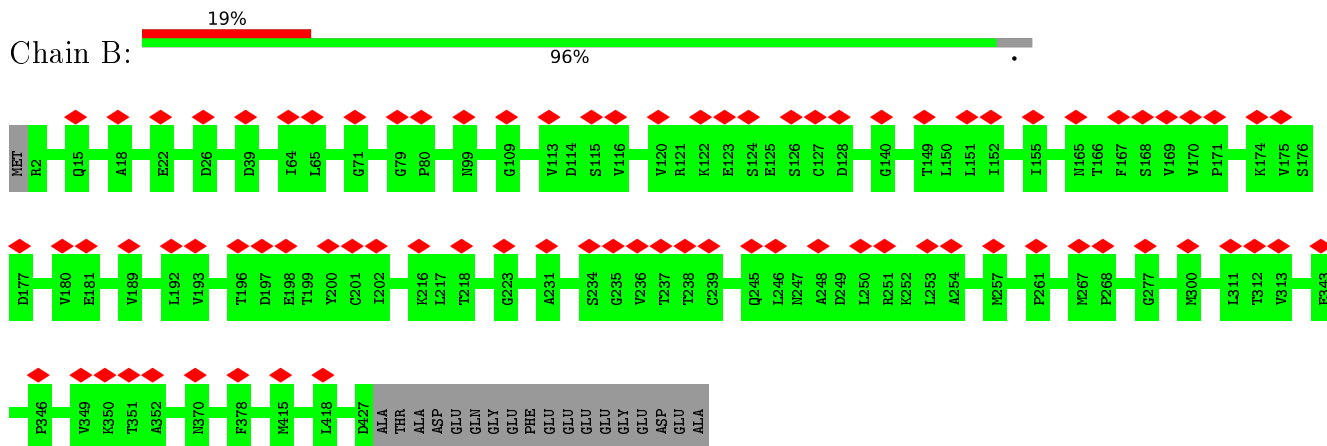 19%
Chain B:
96%
.
MET R2 Q15 A18 E22 D26 D39 I64 L65 G71 G79 P80 N99 G109 V113 D114 S115 V116 V120 R121 K122 E123 S124 E125 S126 C127 D128 G140 T149 L150 L151 I152 I155 N165 T166 F167 S168 V169 V170 P171 K174 V175 S176
D177 V180 E181 V189 L192 V193 T196 D197 E198 T199 Y200 C201 I202 K216 L217 T218 G223 A231 S234 G235 V236 T237 T238 C239 Q245 L246 N247 A248 D249 L250 R251 K252 L253 A254 M257 P261 M267 P268 G277 M300 L311 T312 V313 F343
P346 V349 K350 T351 A352 N370 F378 M415 L418 D427 ALA THR ALA ASP GLU GLN GLY GLU PHE GLU GLU GLU GLY GLU ASP GLU ALA